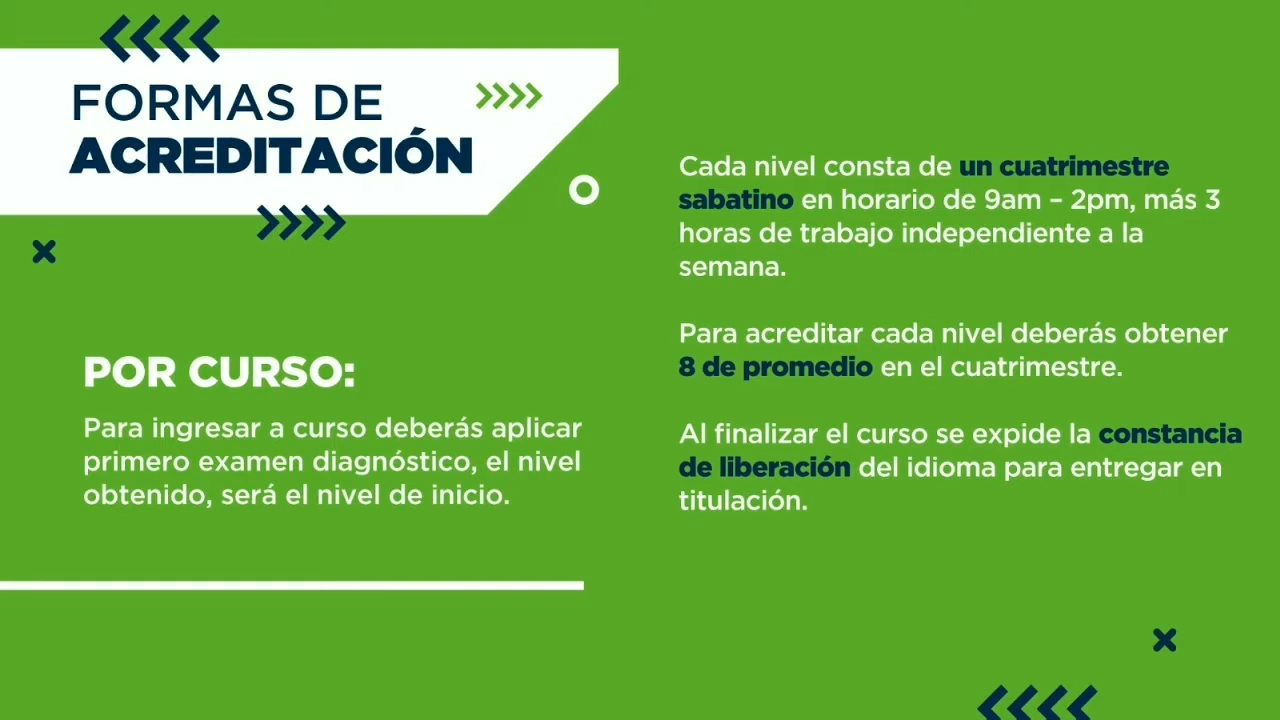 FORMAS DE
ACREDITACIÓN
POR CURSO:
Para ingresar a curso deberás aplicar
primero examen diagnóstico, el nivel
obtenido, será el nivel de inicio.
Cada nivel consta de un cuatrimestre
sabatino en horario de 9am – 2pm, más 3
horas de trabajo independiente a la
semana.
Para acreditar cada nivel deberás obtener
8 de promedio en el cuatrimestre.
Al finalizar el curso se expide la constancia
de liberación del idioma para entregar en
titulación.